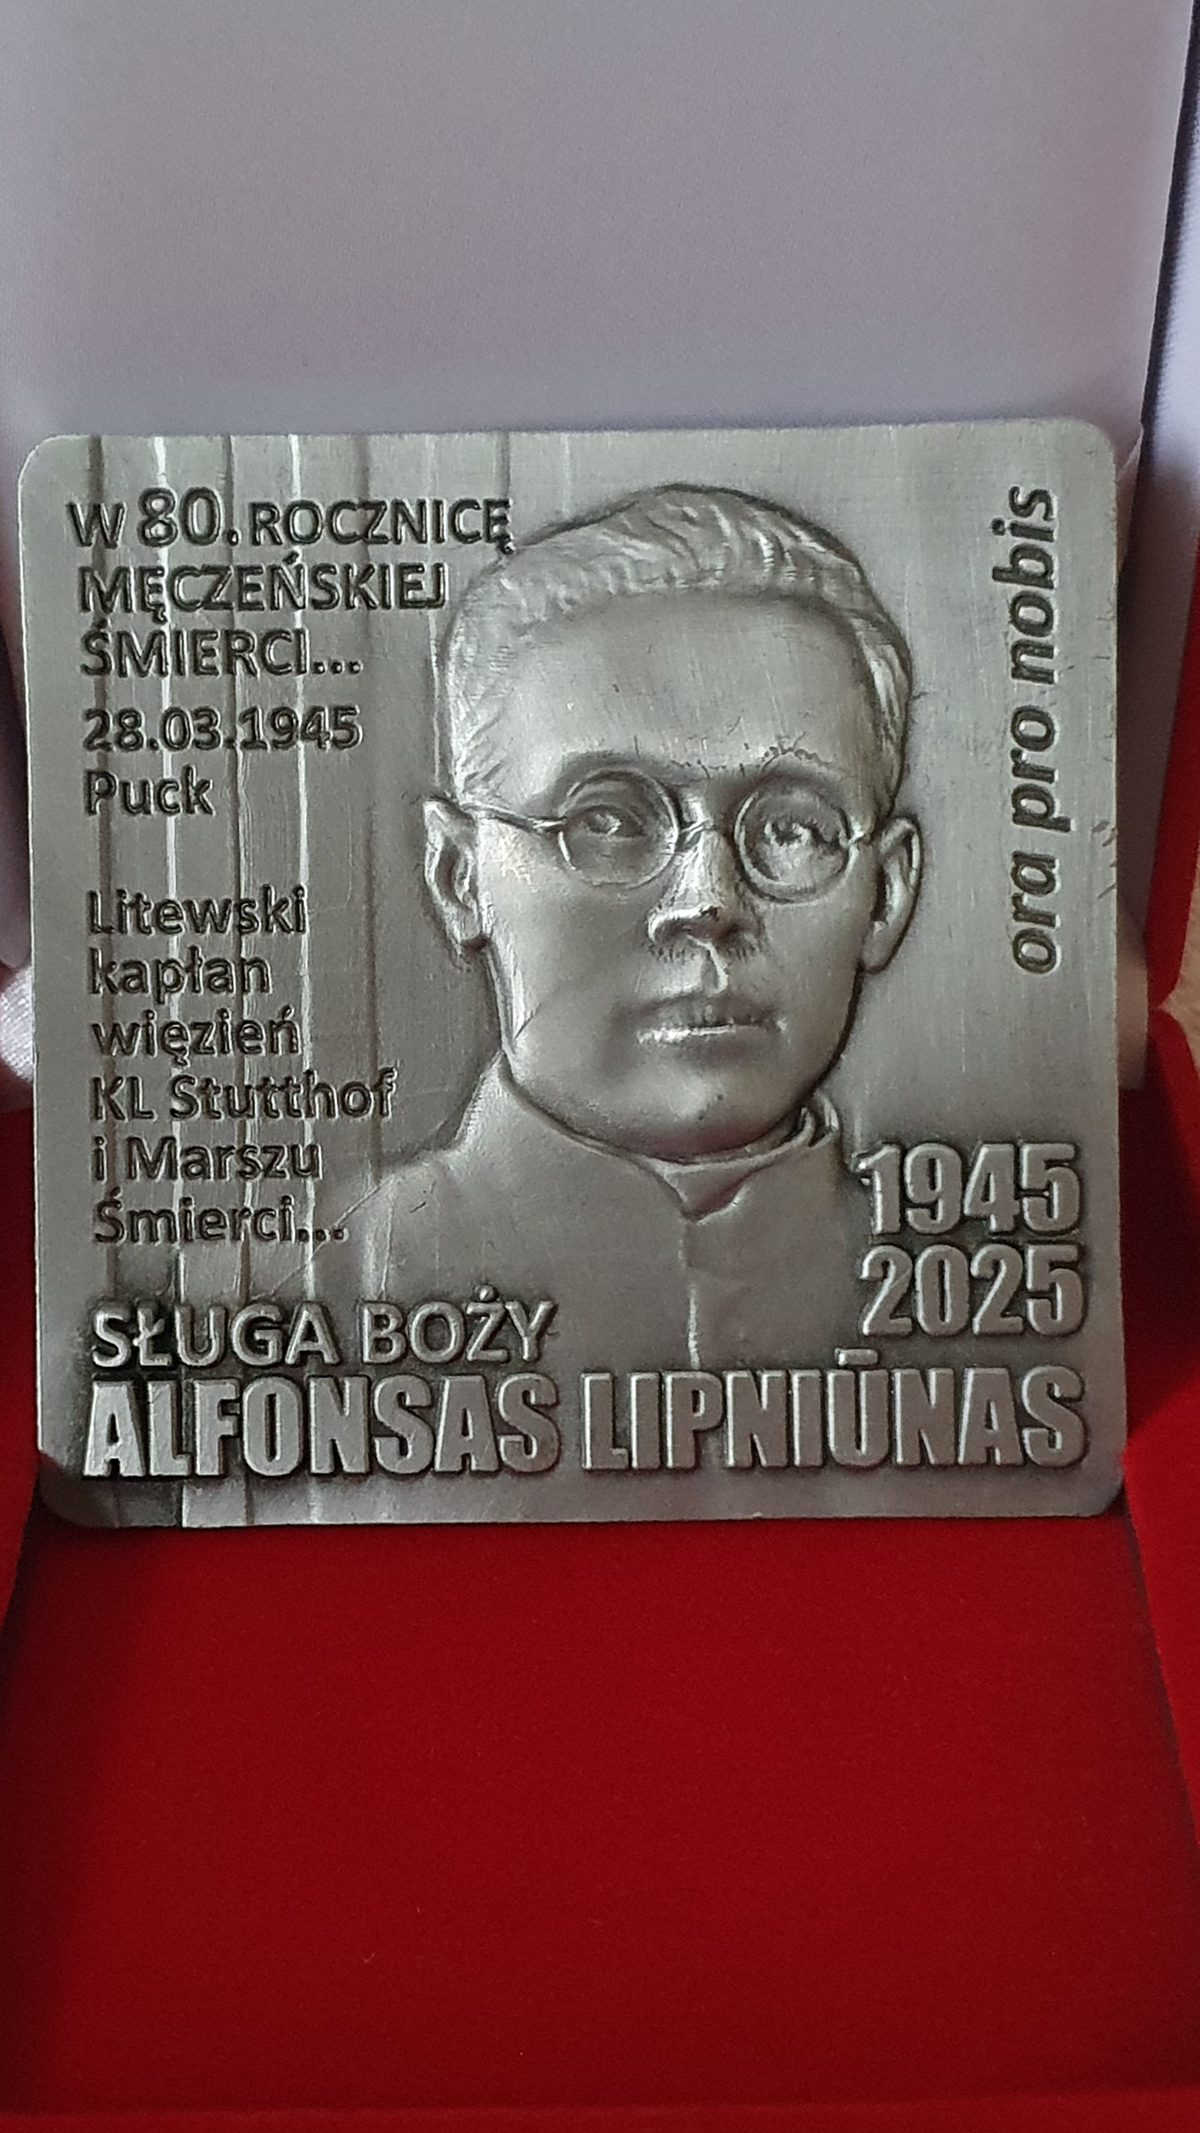 W 80. ROCZNICĘ
MĘCZEŃSKIEJ
ŚMIERCI...
28.03.1945
Puck
Litewski
kapłan
więzień
KL Stutthof
i Marszu
Śmierci...
ora pro nobis
1945
2025
SŁUGA BOŻY
ALFONSAS LIPNIŪNAS